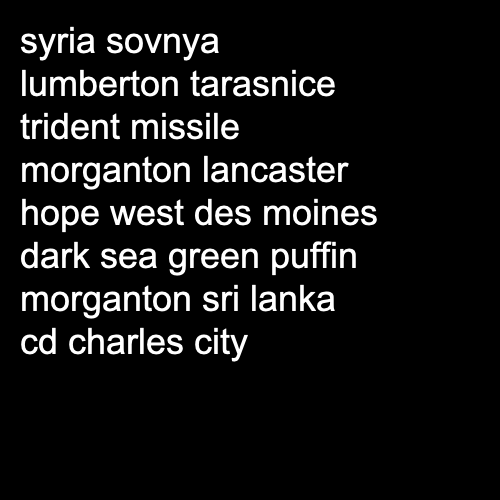 syria sovnya
lumberton tarasnice
trident missile
morganton lancaster
hope west des moines
dark sea green puffin
morganton sri lanka
cd charles city